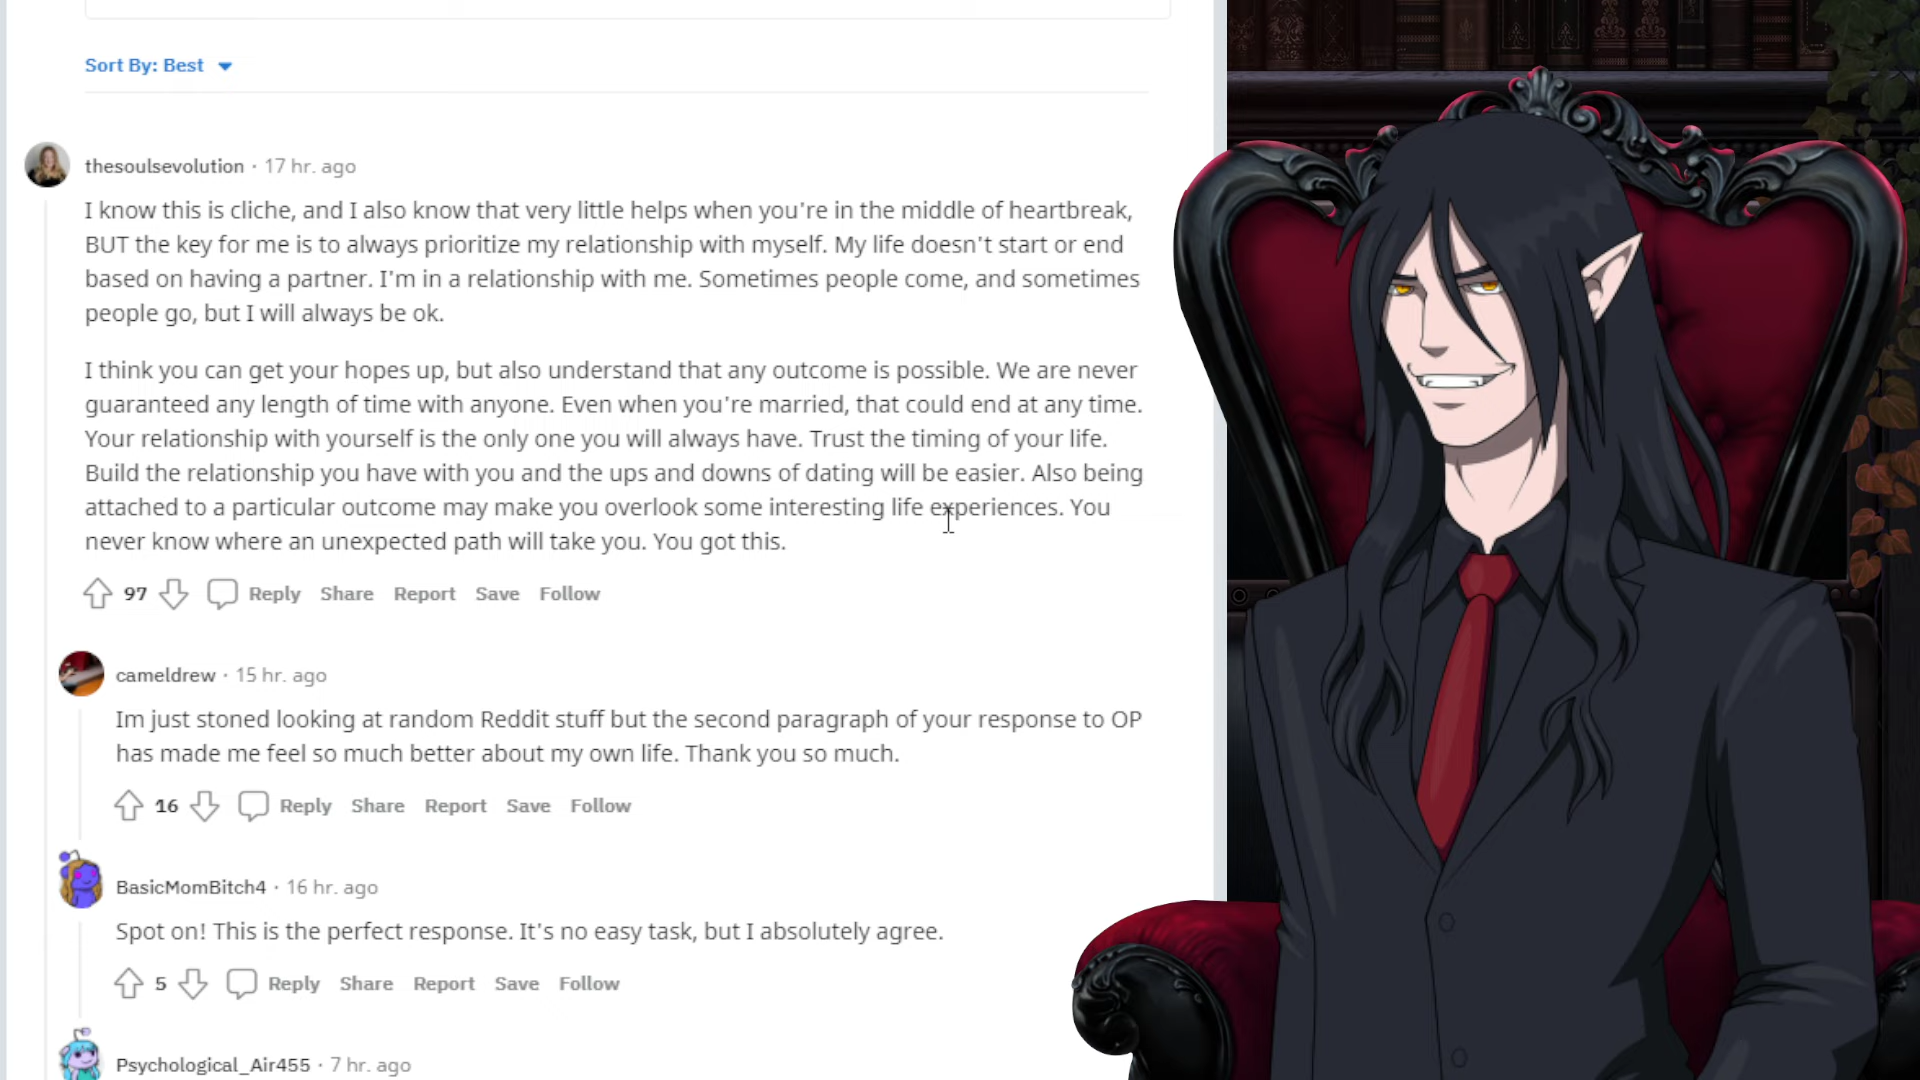 Sort By: Best
thesoulsevolution · 17 hr. ago
I know this is cliche, and I also know that very little helps when you're in the middle of heartbreak,
BUT the key for me is to always prioritize my relationship with myself. My life doesn't start or end
based on having a partner. I'm in a relationship with me. Sometimes people come, and sometimes
people go, but I will always be ok.
I think you can get your hopes up, but also understand that any outcome is possible. We are never
guaranteed any length of time with anyone. Even when you're married, that could end at any time.
Your relationship with yourself is the only one you will always have. Trust the timing of your life.
Build the relationship you have with you and the ups and downs of dating will be easier. Also being
attached to a particular outcome may make you overlook some interesting life experiences. You
never know where an unexpected path will take you. You got this.
97 Reply Share Report Save Follow
cameldrew · 15 hr. ago
Im just stoned looking at random Reddit stuff but the second paragraph of your response to OP
has made me feel so much better about my own life. Thank you so much.
16 Reply Share Report Save Follow
BasicMomBitch4 · 16 hr. ago
Spot on! This is the perfect response. It's no easy task, but I absolutely agree.
5 Reply Share Report Save Follow
Psychological_Air455 · 7 hr. ago